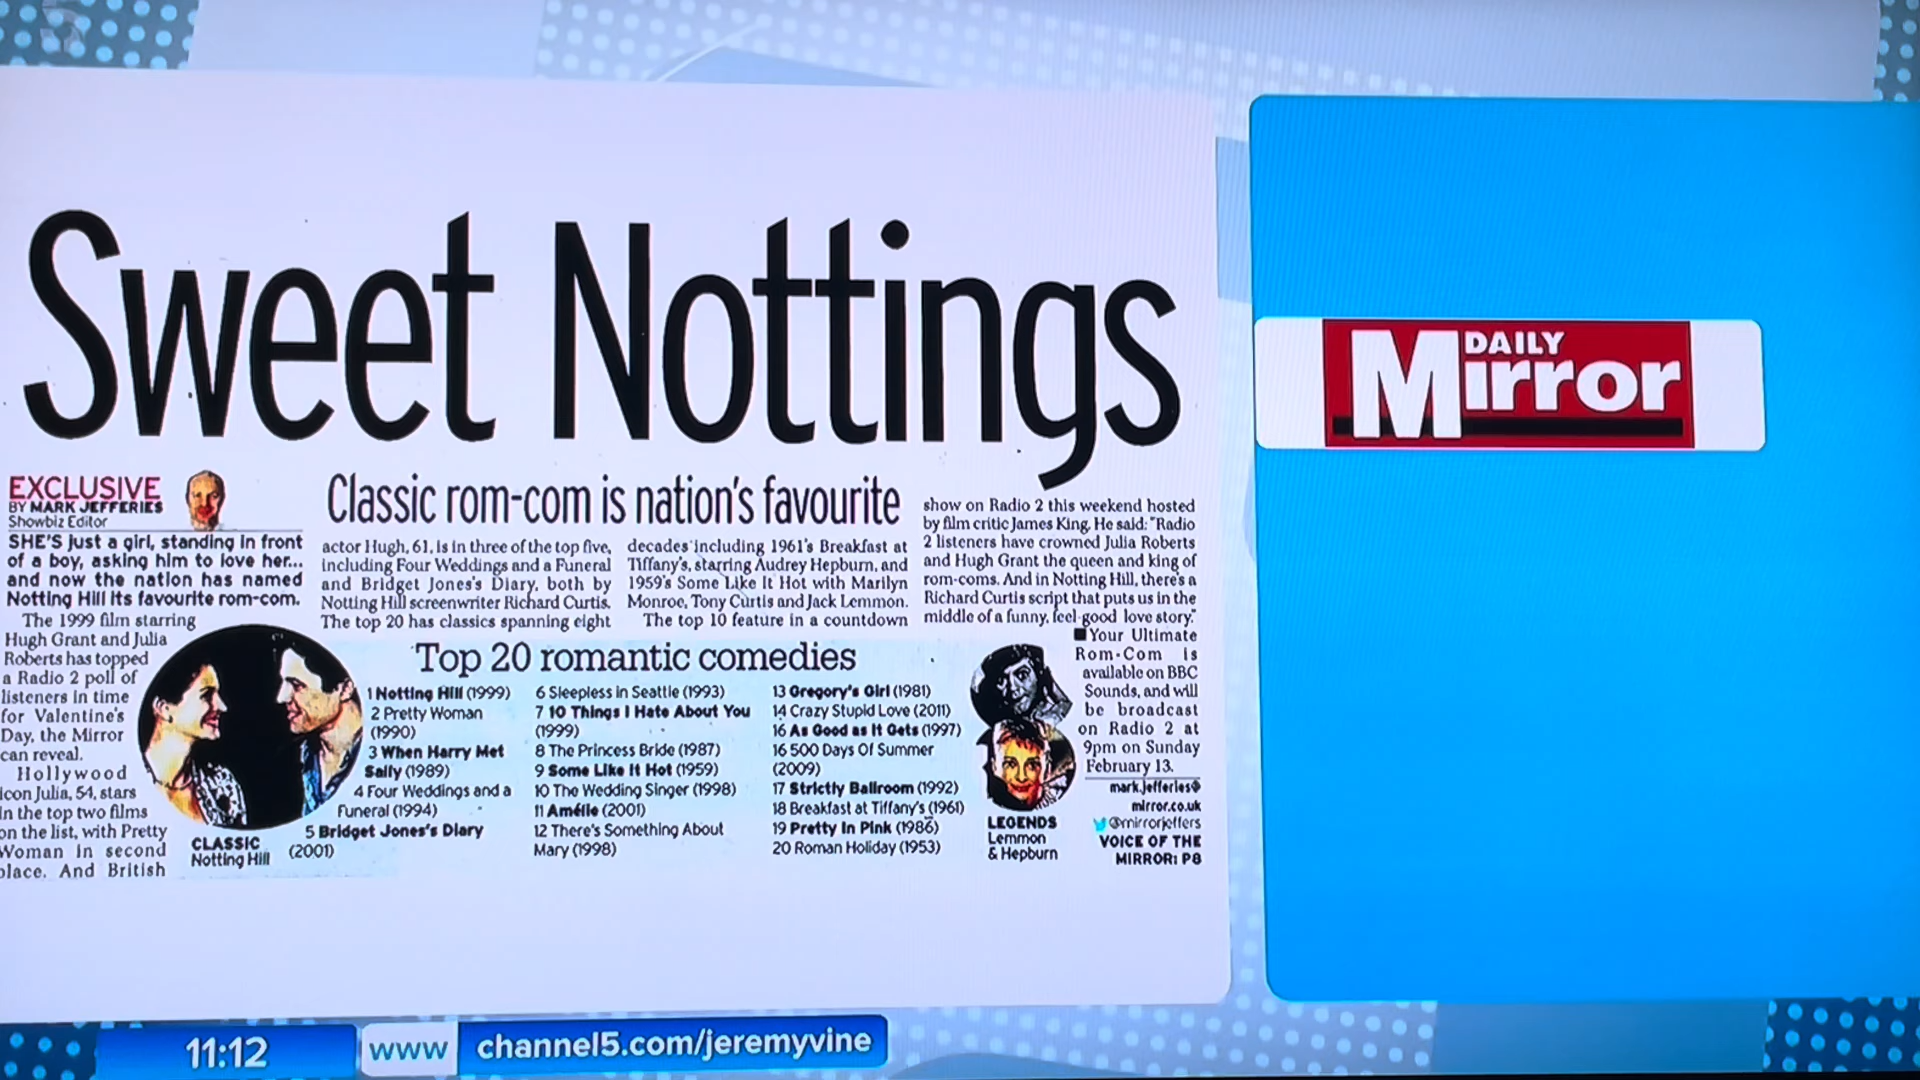 Sweet Nottings
EXCLUSIVE
BY MARK JEFFERIES
Showbiz Editor
Classic rom-com is nation's favourite
SHE'S just a girl, standing in front
of a boy, asking him to love her...
and now the nation has named
Notting Hill its favourite rom-com.
The 1999 film starring
Hugh Grant and Julia
Roberts has topped
a Radio 2 poll of
listeners in time
for Valentine's
Day, the Mirror
can reveal.
Hollywood
icon Julia, 54, stars
in the top two films
on the list, with Pretty
Woman in second
place. And British
actor Hugh, 61, is in three of the top five,
including Four Weddings and a Funeral
and Bridget Jones's Diary, both by
Notting Hill screenwriter Richard Curtis.
The top 20 has classics spanning eight
decades including 1961's Breakfast at
Tiffany's, starring Audrey Hepburn, and
1959's Some Like It Hot with Marilyn
Monroe, Tony Curtis and Jack Lemmon.
The top 10 feature in a countdown
show on Radio 2 this weekend hosted
by film critic James King. He said: "Radio
2 listeners have crowned Julia Roberts
and Hugh Grant the queen and king of
rom-coms. And in Notting Hill, there's a
Richard Curtis script that puts us in the
middle of a funny, feel-good love story."
■Your Ultimate
Rom-Com is
available on BBC
Sounds, and will
be broadcast
on Radio 2 at
9pm on Sunday
February 13.
mark.jefferies@
mirror.co.uk
@mirrorjeffers
VOICE OF THE
MIRROR: P8
Top 20 romantic comedies
1 Notting Hill (1999)
2 Pretty Woman
(1990)
3 When Harry Met
Sally (1989)
4 Four Weddings and a
Funeral (1994)
5 Bridget Jones's Diary
(2001)
6 Sleepless in Seattle (1993)
7 10 Things I Hate About You
(1999)
8 The Princess Bride (1987)
9 Some Like It Hot (1959)
10 The Wedding Singer (1998)
11 Amélie (2001)
12 There's Something About
Mary (1998)
13 Gregory's Girl (1981)
14 Crazy Stupid Love (2011)
16 As Good as It Gets (1997)
16 500 Days Of Summer
(2009)
17 Strictly Ballroom (1992)
18 Breakfast at Tiffany's (1961)
19 Pretty In Pink (1986)
20 Roman Holiday (1953)
CLASSIC
Notting Hill
LEGENDS
Lemmon
& Hepburn
DAILY
Mirror
11:12
www channel5.com/jeremyvine
5